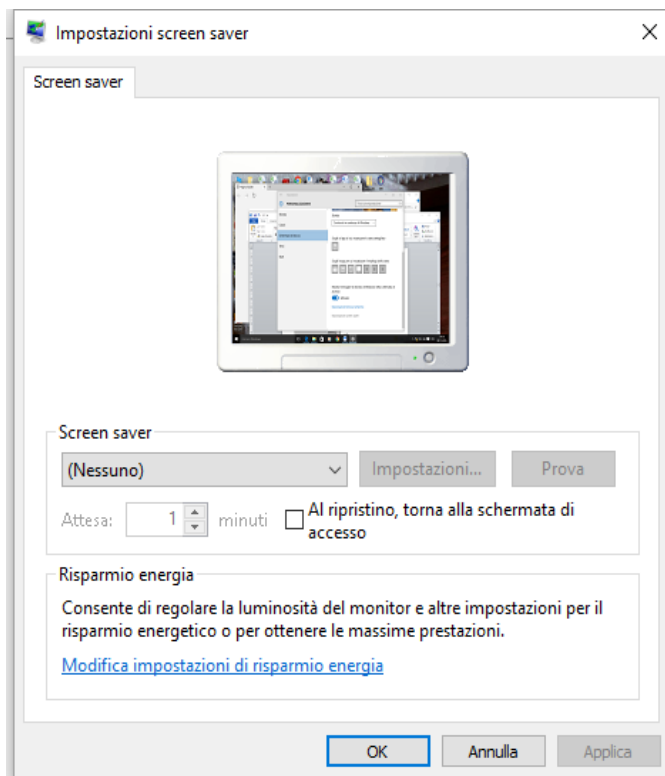 Impostazioni screen saver
Screen saver
Screen saver
(Nessuno)
Impostazioni...
Prova
Attesa:
1
minuti
Al ripristino, torna alla schermata di
accesso
Risparmio energia
Consente di regolare la luminosità del monitor e altre impostazioni per il
risparmio energetico o per ottenere le massime prestazioni.
Modifica impostazioni di risparmio energia
OK
Annulla
Applica